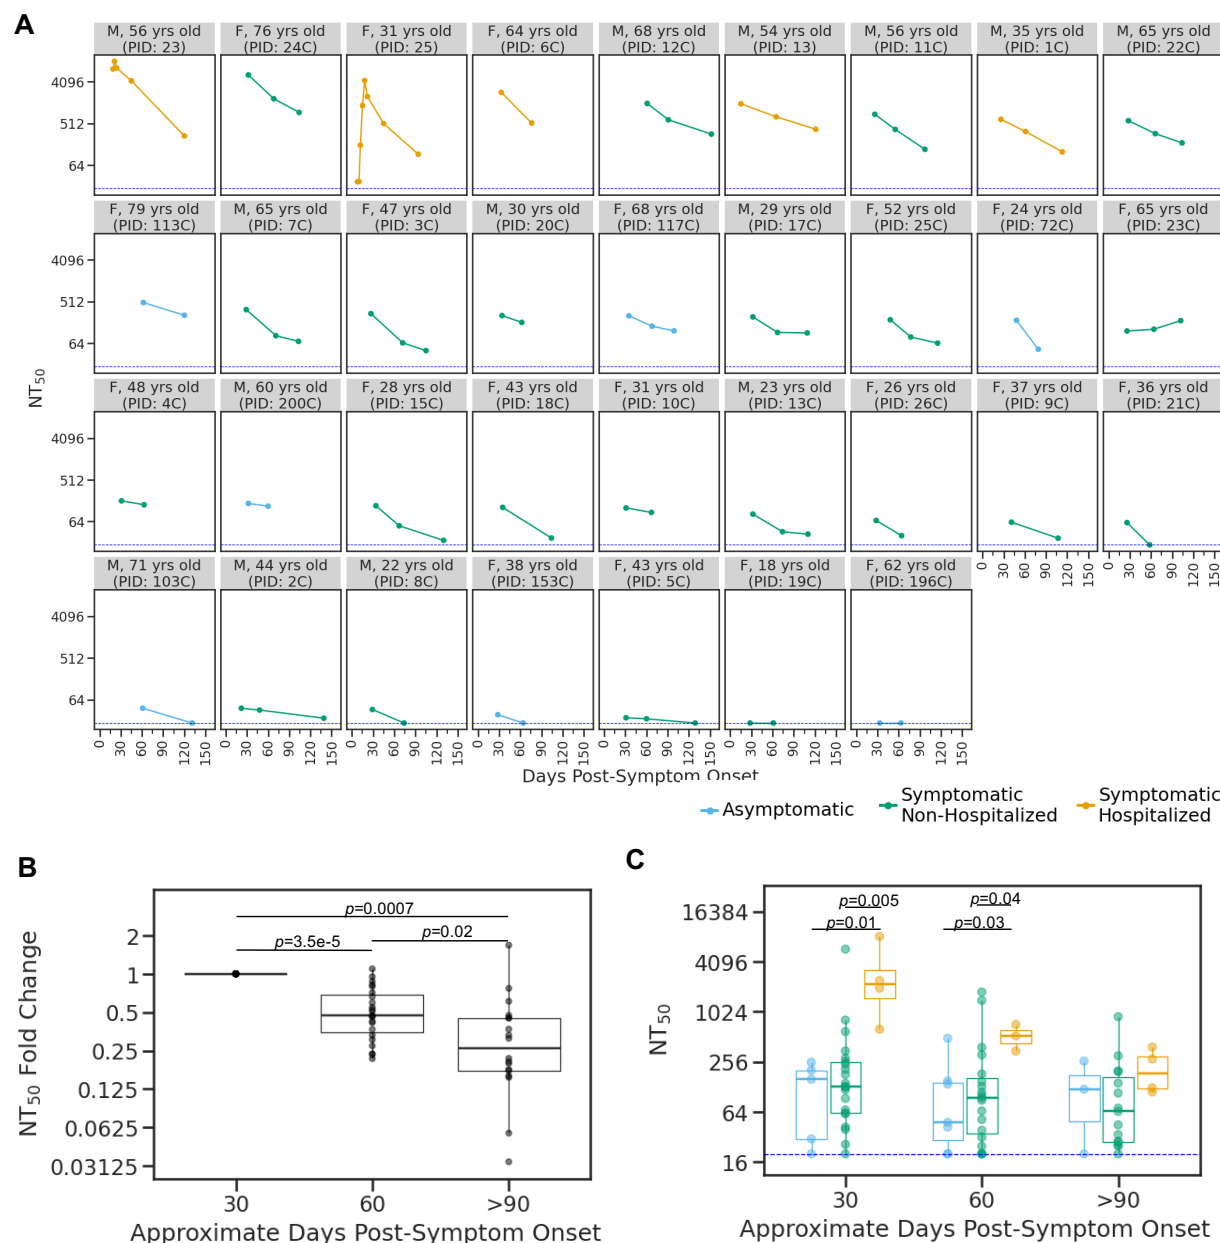 A
M, 56 yrs old
(PID: 23)
F, 76 yrs old
(PID: 24C)
F, 31 yrs old
(PID: 25)
F, 64 yrs old
(PID: 6C)
M, 68 yrs old
(PID: 12C)
M, 54 yrs old
(PID: 13)
M, 56 yrs old
(PID: 11C)
M, 35 yrs old
(PID: 1C)
M, 65 yrs old
(PID: 22C)
4096
512
64
F, 79 yrs old
(PID: 113C)
M, 65 yrs old
(PID: 7C)
F, 47 yrs old
(PID: 3C)
M, 30 yrs old
(PID: 20C)
F, 68 yrs old
(PID: 117C)
M, 29 yrs old
(PID: 17C)
F, 52 yrs old
(PID: 25C)
F, 24 yrs old
(PID: 72C)
F, 65 yrs old
(PID: 23C)
4096
512
64
NT50
F, 48 yrs old
(PID: 4C)
M, 60 yrs old
(PID: 200C)
F, 28 yrs old
(PID: 15C)
F, 43 yrs old
(PID: 18C)
F, 31 yrs old
(PID: 10C)
M, 23 yrs old
(PID: 13C)
F, 26 yrs old
(PID: 26C)
F, 37 yrs old
(PID: 9C)
F, 36 yrs old
(PID: 21C)
4096
512
64
0 30 60 90 120 150
0 30 60 90 120 150
M, 71 yrs old
(PID: 103C)
M, 44 yrs old
(PID: 2C)
M, 22 yrs old
(PID: 8C)
F, 38 yrs old
(PID: 153C)
F, 43 yrs old
(PID: 5C)
F, 18 yrs old
(PID: 19C)
F, 62 yrs old
(PID: 196C)
4096
512
64
0 30 60 90 120 150
0 30 60 90 120 150
0 30 60 90 120 150
0 30 60 90 120 150
0 30 60 90 120 150
0 30 60 90 120 150
0 30 60 90 120 150
Days Post-Symptom Onset
Asymptomatic
Symptomatic
Non-Hospitalized
Symptomatic
Hospitalized
B
NT50 Fold Change
2
1
0.5
0.25
0.125
0.0625
0.03125
p=0.0007
p=3.5e-5
p=0.02
30 60 >90
Approximate Days Post-Symptom Onset
C
NT50
16384
4096
1024
256
64
16
p=0.005
p=0.01
p=0.04
p=0.03
30 60 >90
Approximate Days Post-Symptom Onset